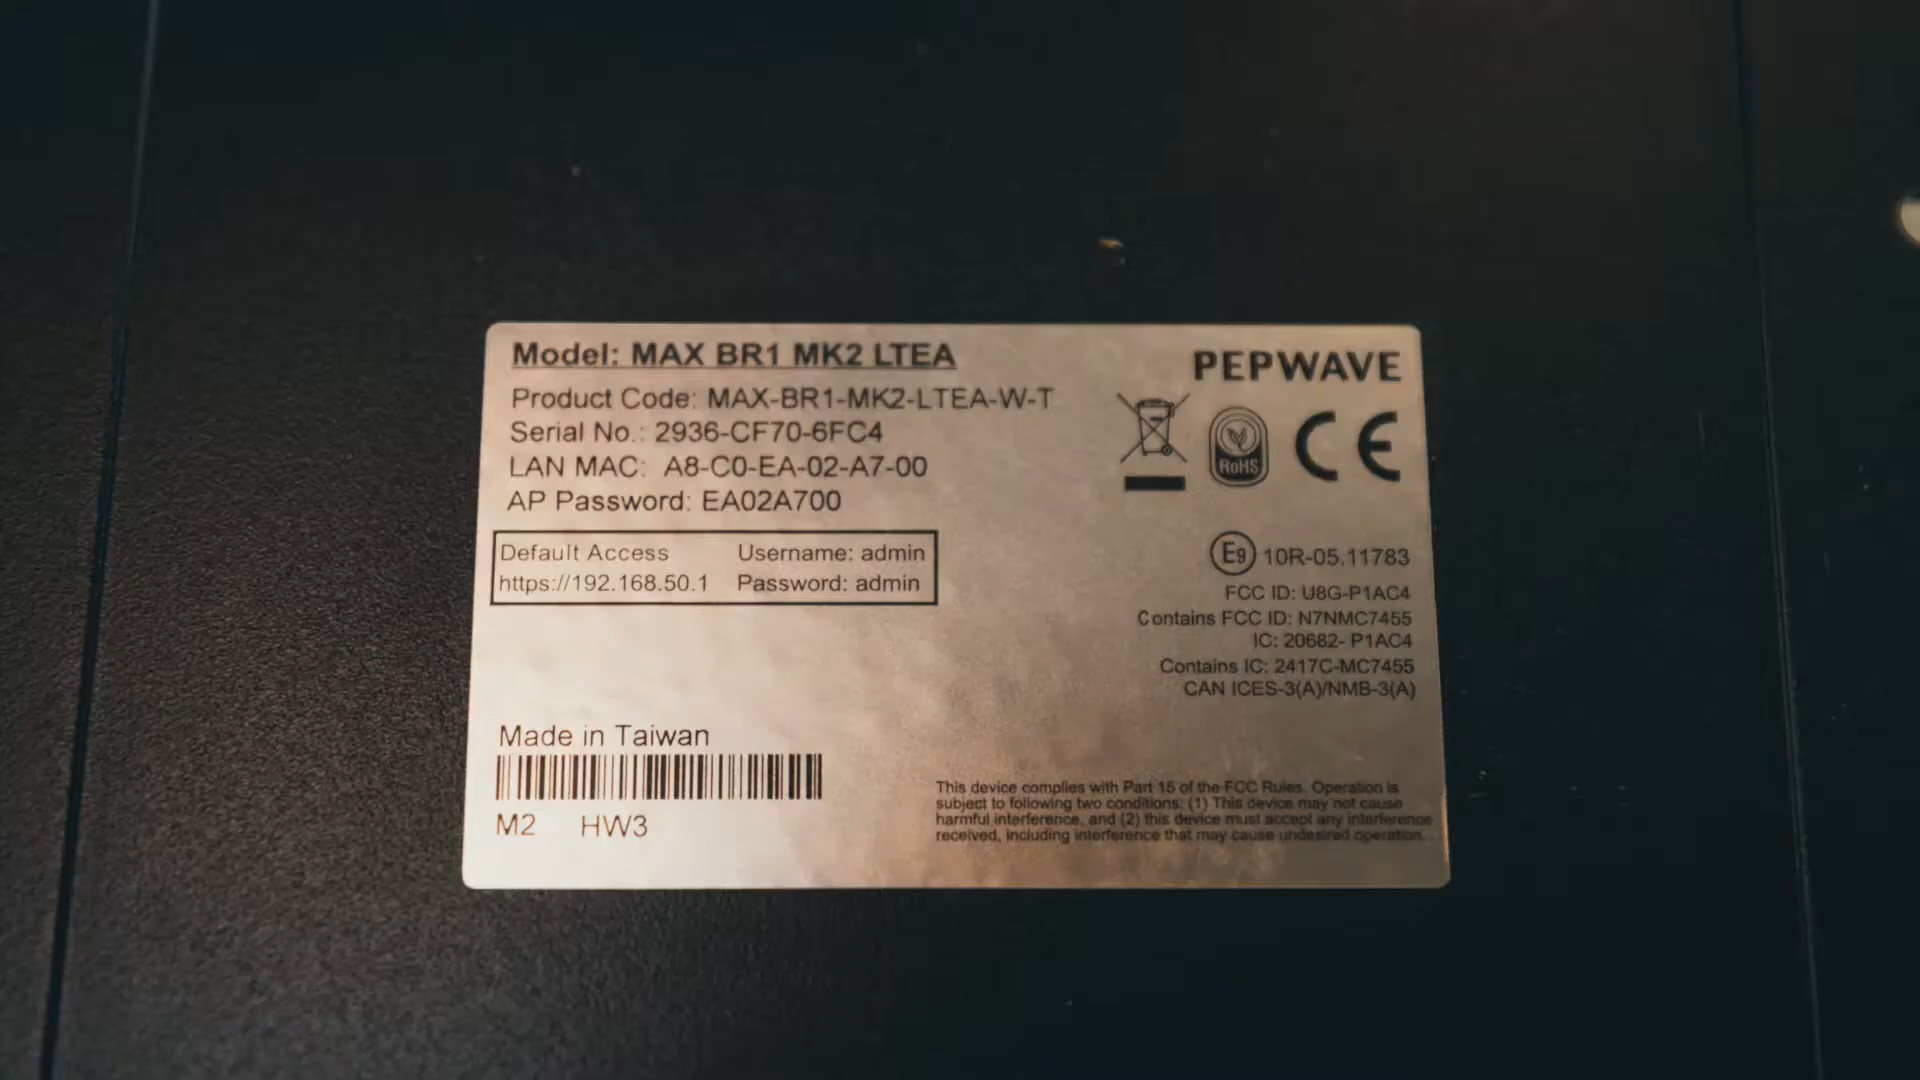 Model: MAX BR1 MK2 LTEA
PEPWAVE
Product Code: MAX-BR1-MK2-LTEA-W-T
Serial No.: 2936-CF70-6FC4
LAN MAC: A8-C0-EA-02-A7-00
AP Password: EA02A700
RoHS
CE
Default Access Username: admin
https://192.168.50.1 Password: admin
E9 10R-05.11783
FCC ID: U8G-P1AC4
Contains FCC ID: N7NMC7455
IC: 20682- P1AC4
Contains IC: 2417C-MC7455
CAN ICES-3(A)/NMB-3(A)
Made in Taiwan
M2 HW3
This device complies with Part 15 of the FCC Rules. Operation is
subject to following two conditions: (1) This device may not cause
harmful interference, and (2) this device must accept any interference
received, including interference that may cause undesired operation.